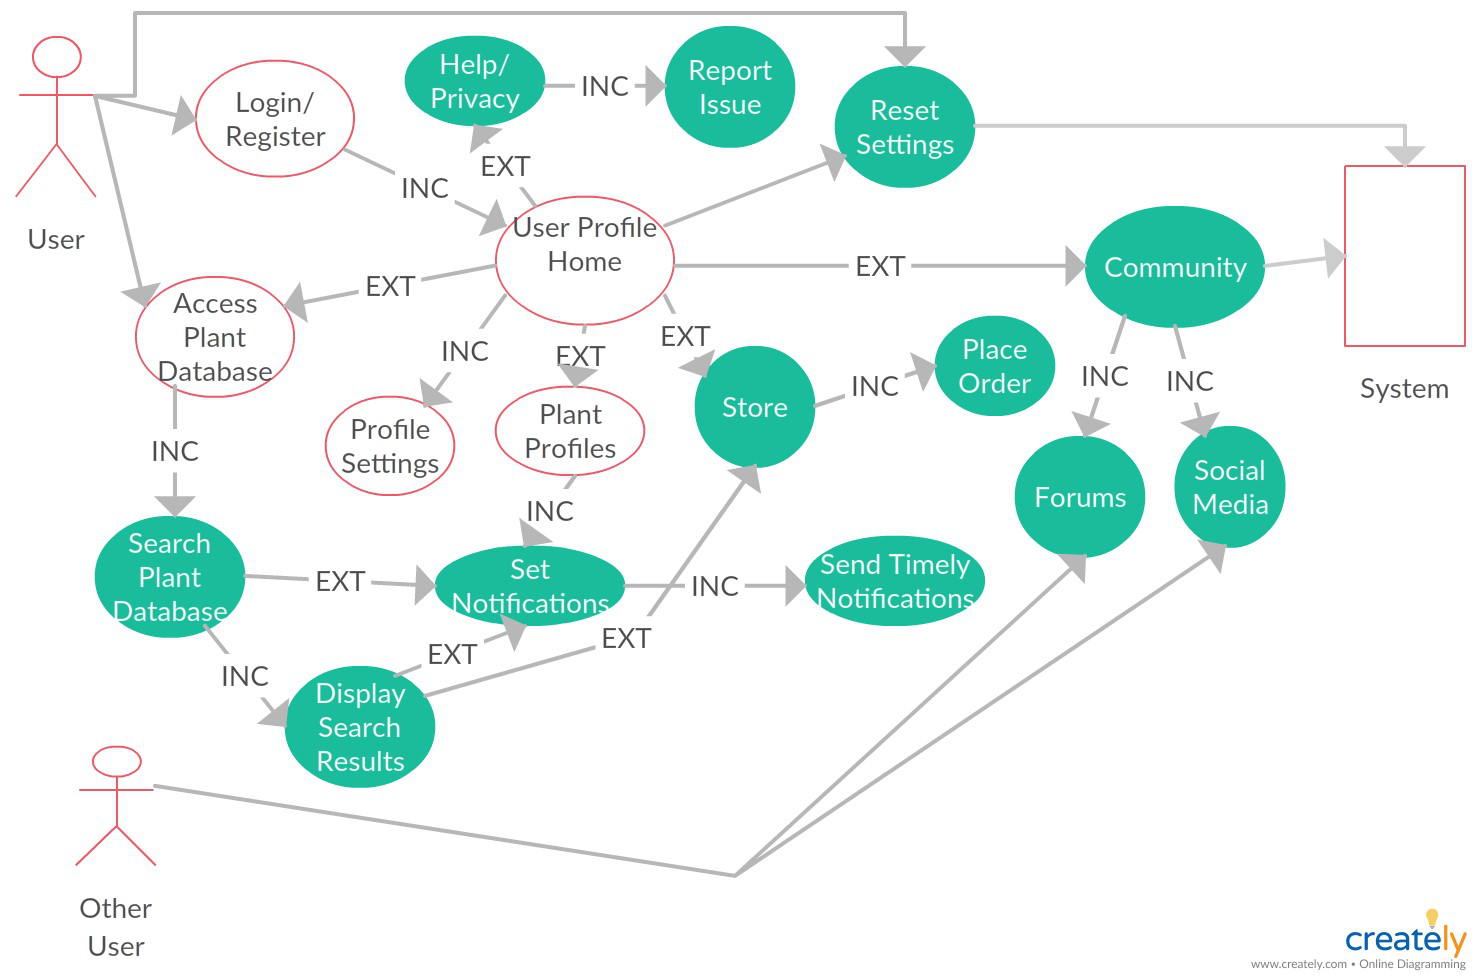 Help/
Privacy
INC
Report
Issue
Login/
Register
Reset
Settings
EXT
INC
User
User Profile
Home
EXT
Community
EXT
Access
Plant
Database
INC
EXT
EXT
Place
Order
INC
INC
INC
System
Profile
Settings
Plant
Profiles
Store
INC
INC
Forums
Social
Media
Search
Plant
Database
EXT
Set
Notifications
INC
Send Timely
Notifications
EXT
EXT
INC
Display
Search
Results
Other
User
creately
www.creately.com • Online Diagramming